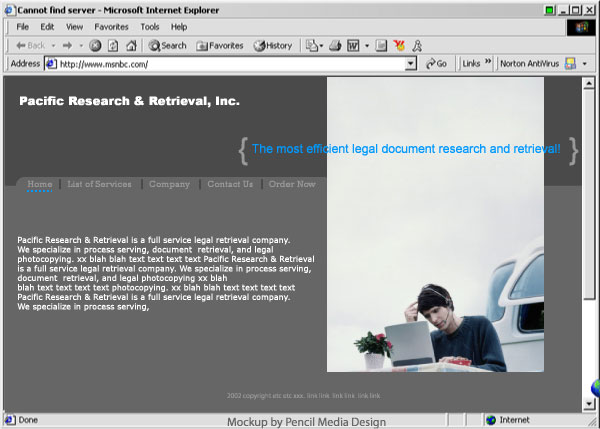 Cannot find server - Microsoft Internet Explorer
File Edit View Favorites Tools Help
Back Search Favorites History
Address http://www.msnbc.com/ Go Links » Norton AntiVirus
Pacific Research & Retrieval, Inc.
{ The most efficient legal document research and retrieval! }
Home List of Services Company Contact Us Order Now
Pacific Research & Retrieval is a full service legal retrieval company.
We specialize in process serving, document retrieval, and legal
photocopying. xx blah blah text text text text Pacific Research & Retrieval
is a full service legal retrieval company. We specialize in process serving,
document retrieval, and legal photocopying xx blah
blah text text text text photocopying. xx blah blah text text text text
Pacific Research & Retrieval is a full service legal retrieval company.
We specialize in process serving,
2002 copyright etc etc xxx. link link link link link link
Done Internet
Mockup by Pencil Media Design